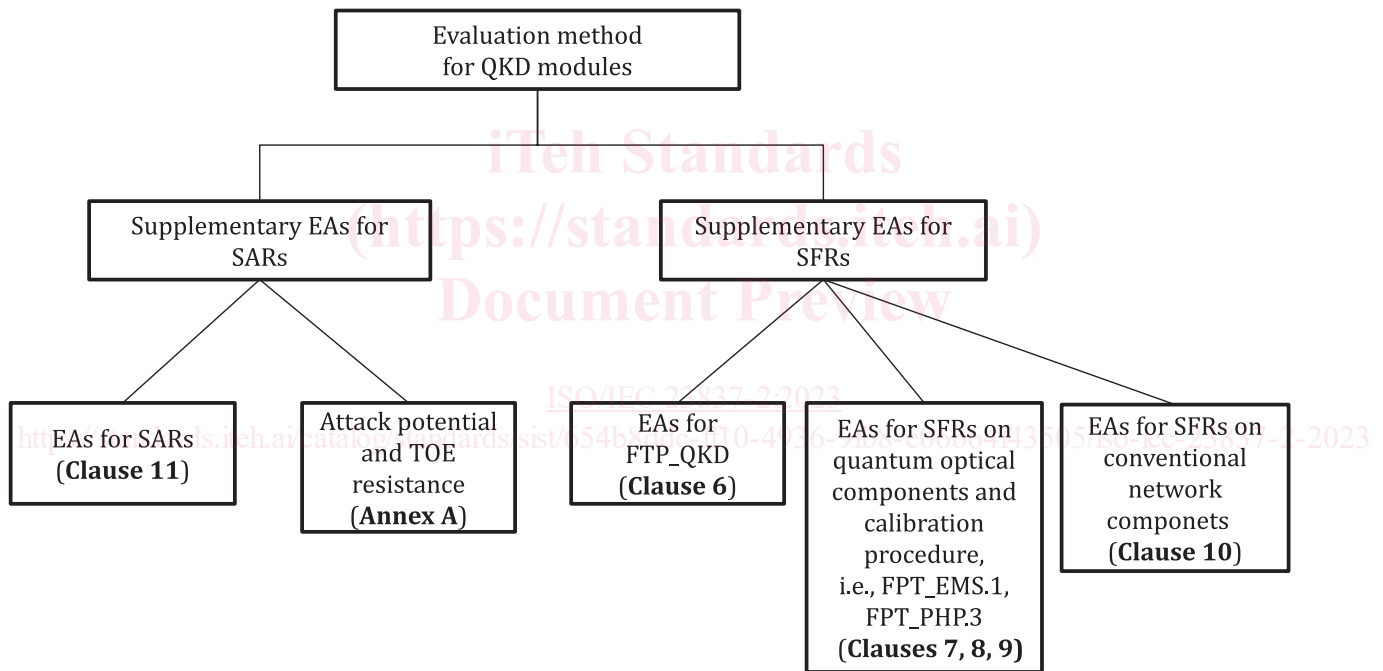 Evaluation method
for QKD modules
iTeh Standards
(https://standards.iteh.ai)
Document Preview
Supplementary EAs for
SARs
Supplementary EAs for
SFRs
ISO/IEC 23837-2:2023
EAs for SARs
(Clause 11)
Attack potential
and TOE
resistance
(Annex A)
EAs for
FTP_QKD
(Clause 6)
EAs for SFRs on
quantum optical
components and
calibration
procedure,
i.e., FPT_EMS.1,
FPT_PHP.3
(Clauses 7, 8, 9)
EAs for SFRs on
conventional
network
componets
(Clause 10)